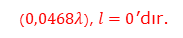 (0,0468λ), l = 0'dır.